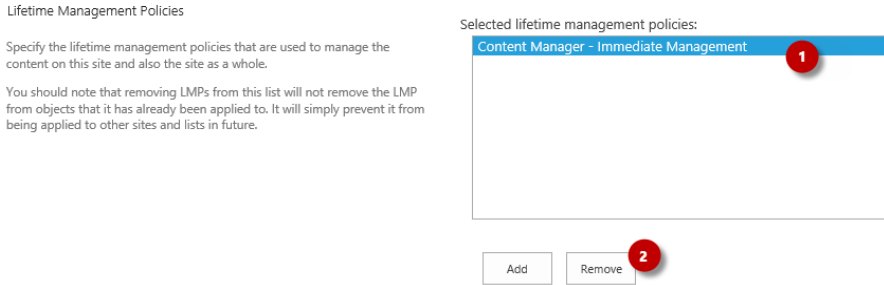 Lifetime Management Policies
Specify the lifetime management policies that are used to manage the
content on this site and also the site as a whole.
You should note that removing LMPs from this list will not remove the LMP
from objects that it has already been applied to. It will simply prevent it from
being applied to other sites and lists in future.
Selected lifetime management policies:
Content Manager - Immediate Management
1
Add
Remove
2